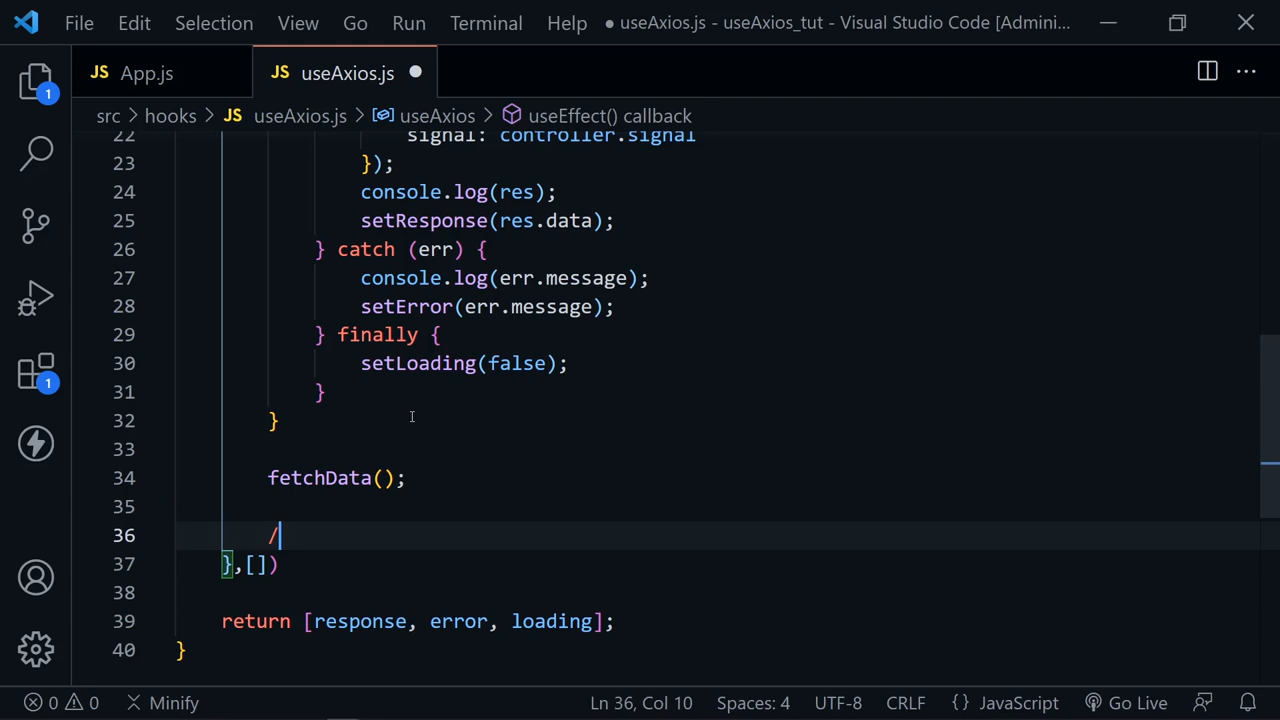 File Edit Selection View Go Run Terminal Help ● useAxios.js - useAxios_tut - Visual Studio Code [Admini...
JS App.js JS useAxios.js
src > hooks > JS useAxios.js > useAxios > useEffect() callback
22 signal: controller.signal
23 });
24 console.log(res);
25 setResponse(res.data);
26 } catch (err) {
27 console.log(err.message);
28 setError(err.message);
29 } finally {
30 setLoading(false);
31 }
32 }
33
34 fetchData();
35
36 /
37 },[])
38
39 return [response, error, loading];
40 }
1
1
0 0 Minify Ln 36, Col 10 Spaces: 4 UTF-8 CRLF {} JavaScript Go Live